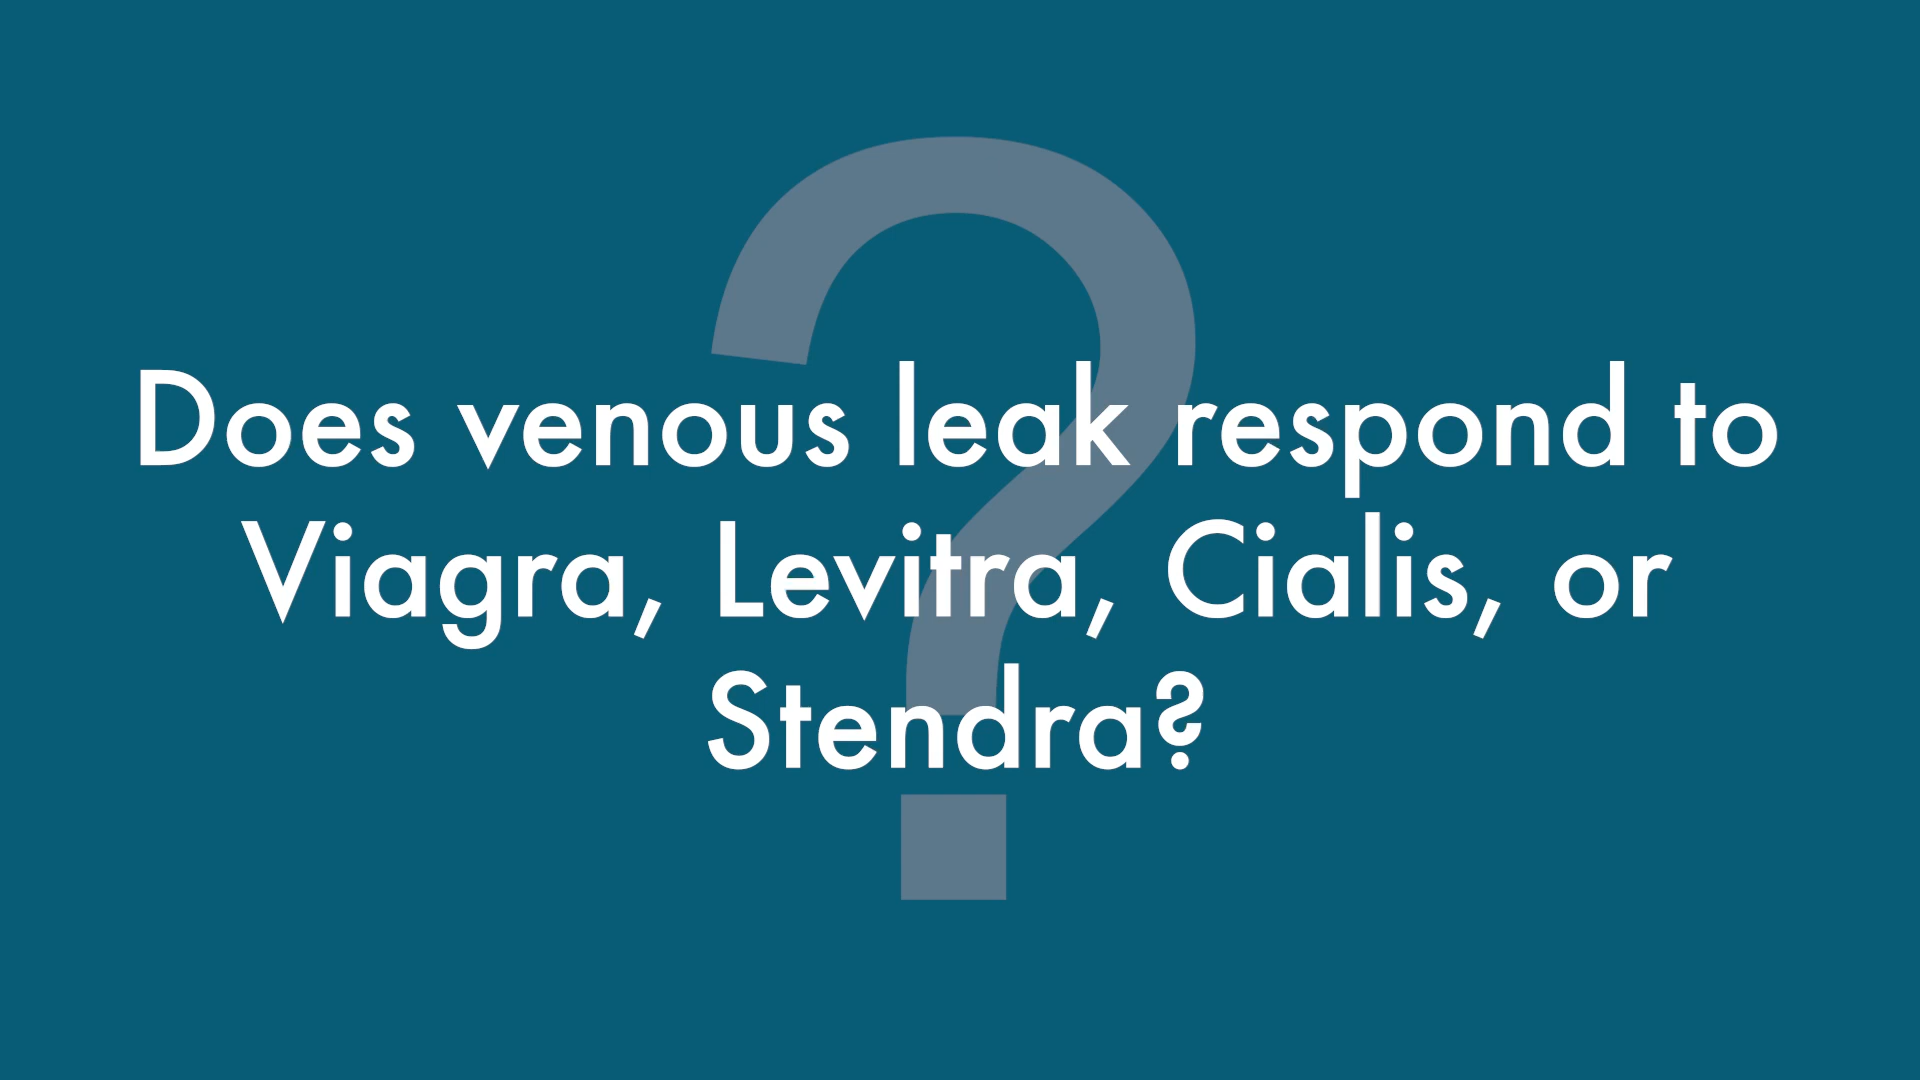 Does venous leak respond to
Viagra, Levitra, Cialis, or
Stendra?